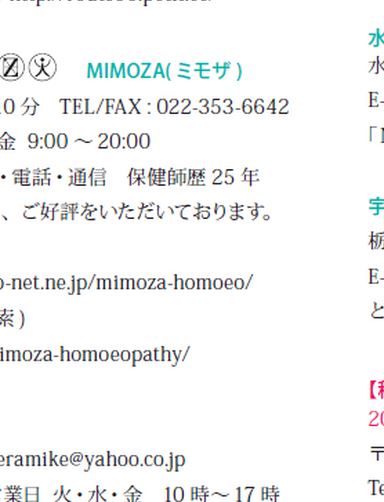 MIMOZA( ミモザ )
0 分 TEL/FAX : 022-353-6642
金 9:00 〜 20:00
・電話・通信 保健師歴 25 年
、ご好評をいただいております。
o-net.ne.jp/mimoza-homoeo/
索 )
imoza-homoeopathy/
eramike@yahoo.co.jp
業日 火・水・金 10 時〜 17 時
水
水
E-
「
宇
栃
E-
と
【
20
〒
Te